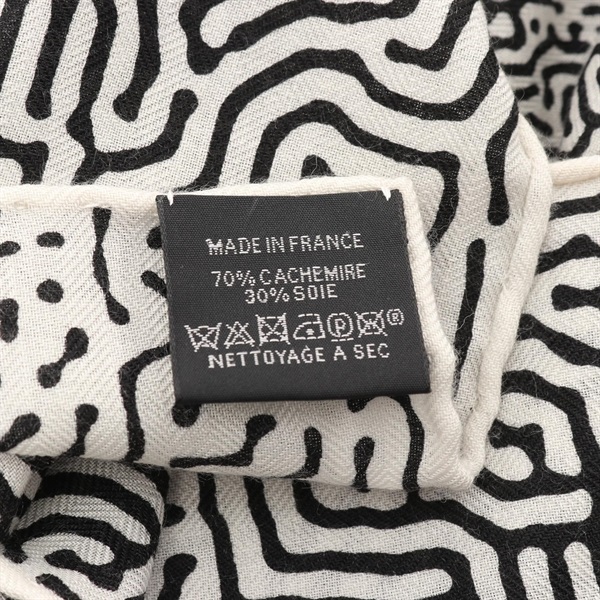 MADE IN FRANCE
70% CACHEMIRE
30% SOIE
P ®
NETTOYAGE A SEC